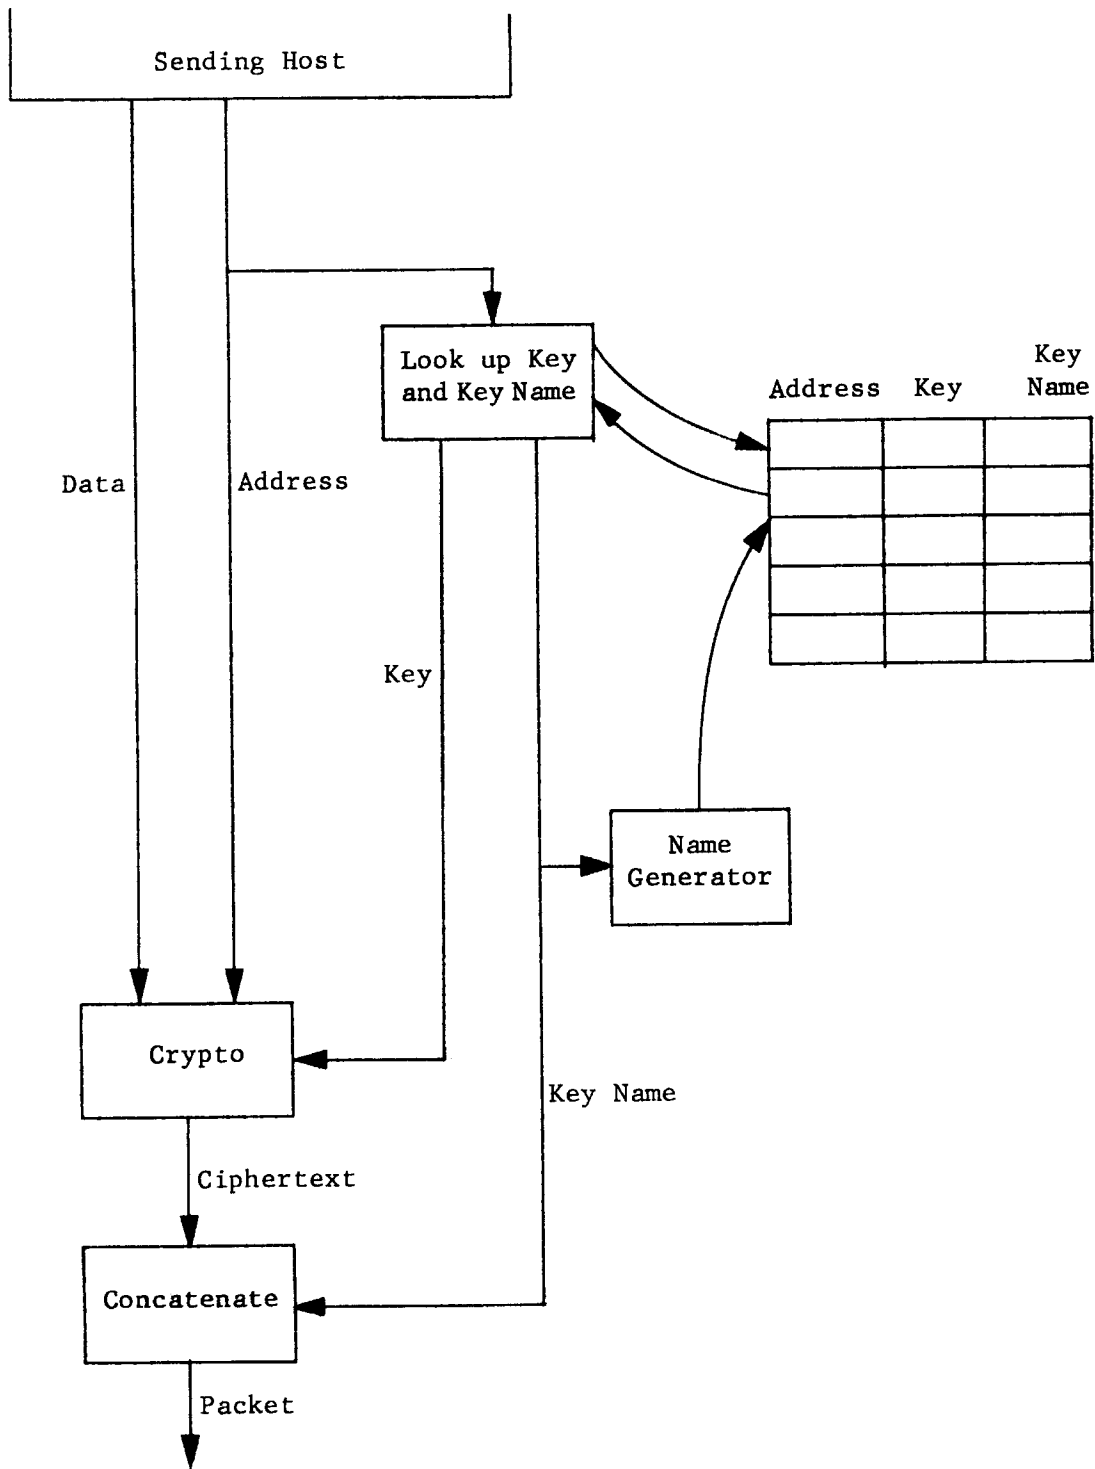 Sending Host
Look up Key
and Key Name
Key
Name
Address
Key
Data
Address
Key
Name
Generator
Crypto
Key Name
Ciphertext
Concatenate
Packet